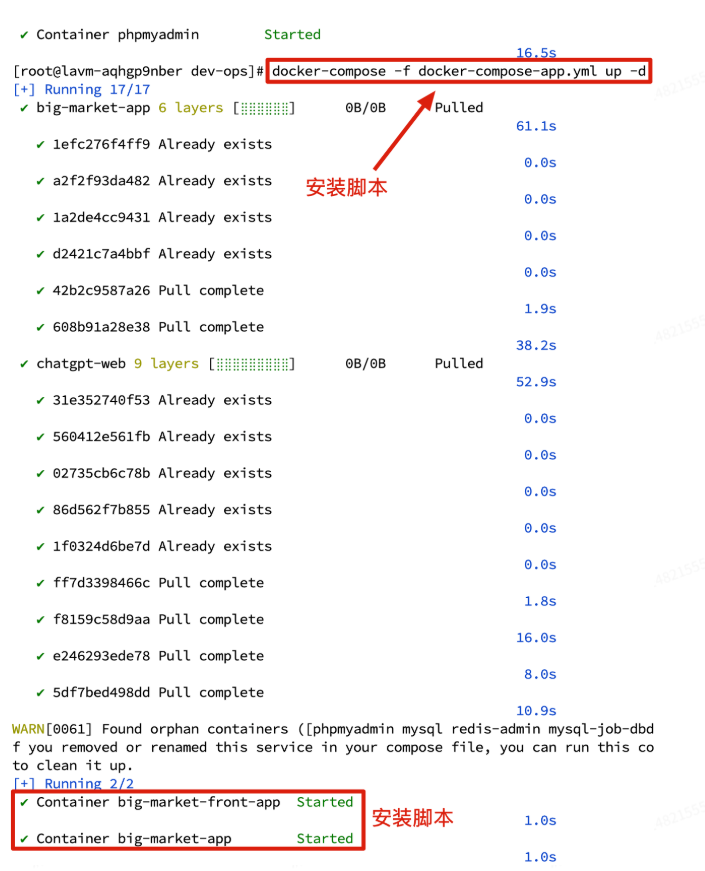 ✔ Container phpmyadmin Started
16.5s
[root@lavm-aqhgp9nber dev-ops]# docker-compose -f docker-compose-app.yml up -d
[+] Running 17/17
✔ big-market-app 6 layers [⣿⣿⣿⣿⣿⣿] 0B/0B Pulled
61.1s
✔ 1efc276f4ff9 Already exists
0.0s
✔ a2f2f93da482 Already exists
0.0s
安装脚本
✔ 1a2de4cc9431 Already exists
0.0s
✔ d2421c7a4bbf Already exists
0.0s
✔ 42b2c9587a26 Pull complete
1.9s
✔ 608b91a28e38 Pull complete
38.2s
✔ chatgpt-web 9 layers [⣿⣿⣿⣿⣿⣿⣿⣿⣿] 0B/0B Pulled
52.9s
✔ 31e352740f53 Already exists
0.0s
✔ 560412e561fb Already exists
0.0s
✔ 02735cb6c78b Already exists
0.0s
✔ 86d562f7b855 Already exists
0.0s
✔ 1f0324d6be7d Already exists
0.0s
✔ ff7d3398466c Pull complete
1.8s
✔ f8159c58d9aa Pull complete
16.0s
✔ e246293ede78 Pull complete
8.0s
✔ 5df7bed498dd Pull complete
10.9s
WARN[0061] Found orphan containers ([phpmyadmin mysql redis-admin mysql-job-dbd
f you removed or renamed this service in your compose file, you can run this co
to clean it up.
[+] Running 2/2
✔ Container big-market-front-app Started
安装脚本
1.0s
✔ Container big-market-app Started
1.0s